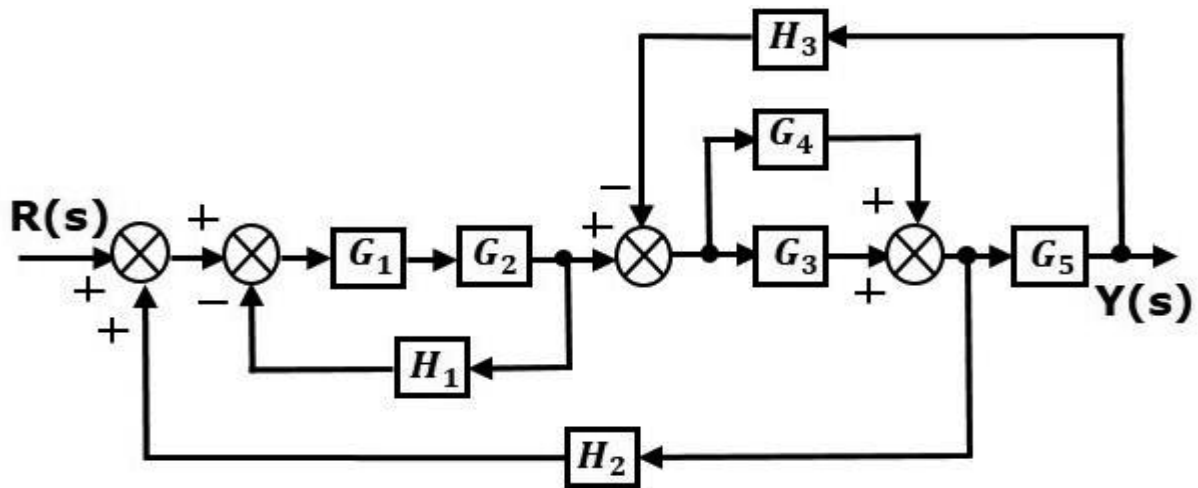 H₃
G₄
−
R(s)
+
+
+
G₁
G₂
G₃
G₅
+
−
+
Y(s)
+
H₁
H₂